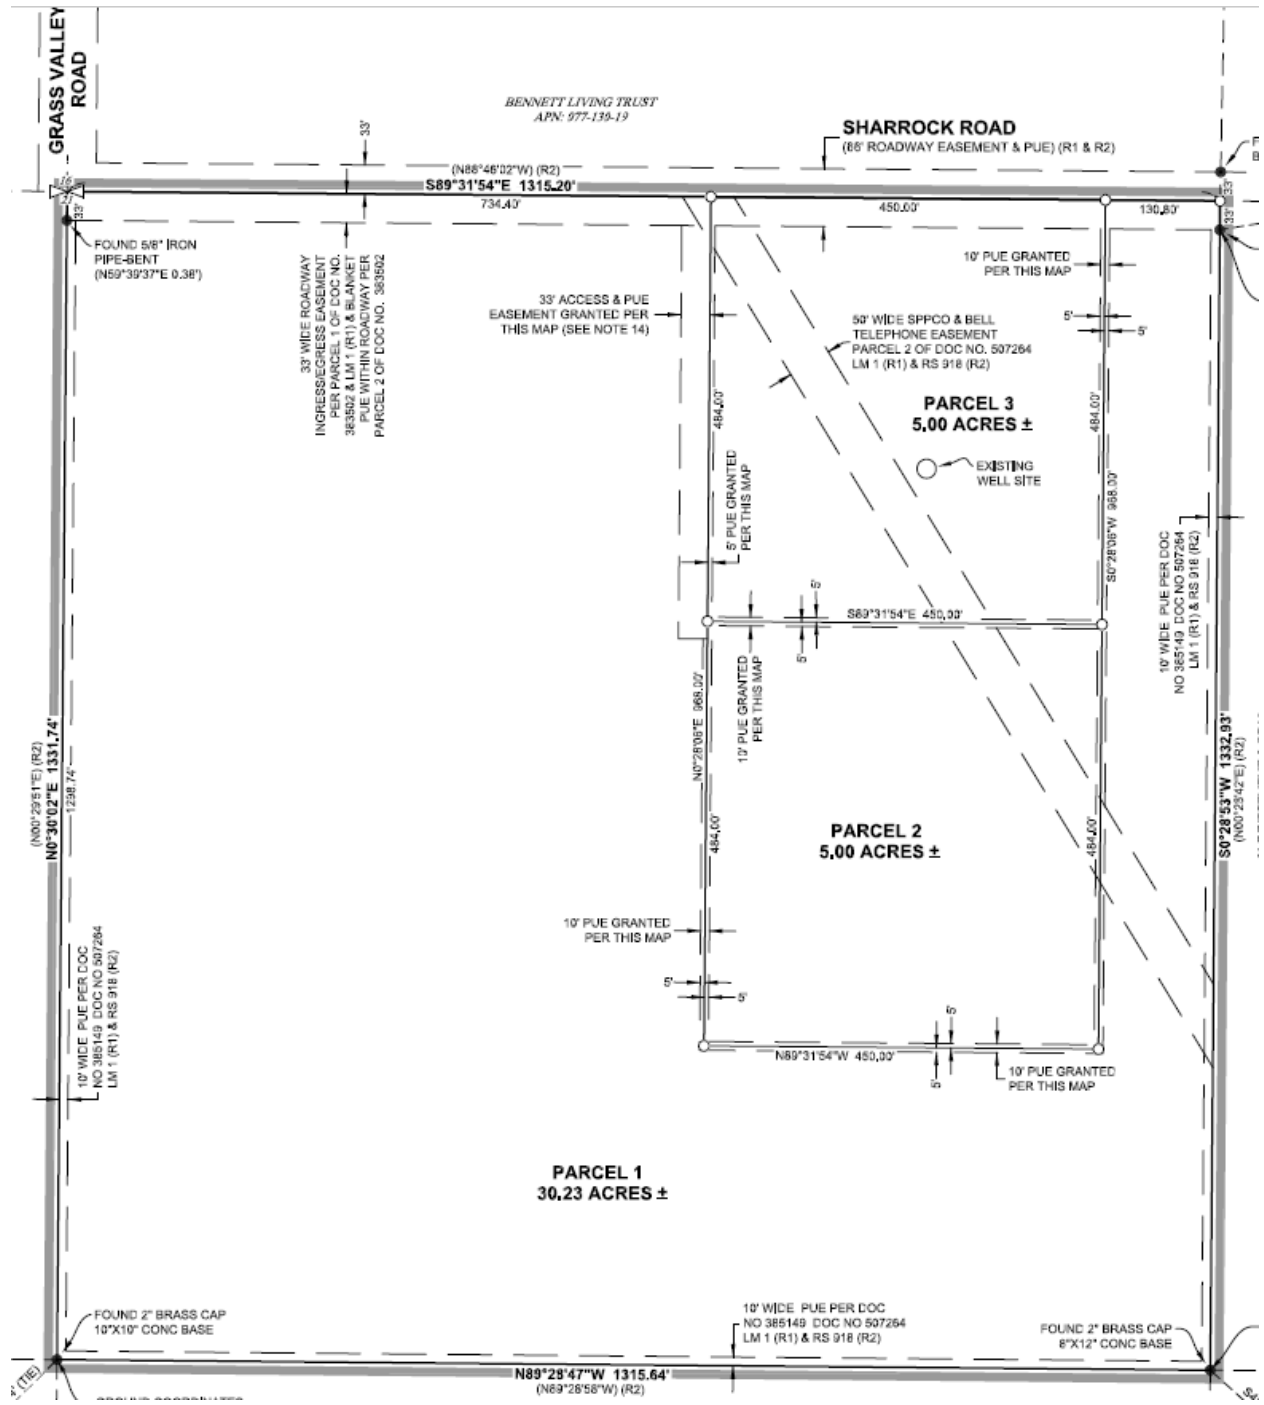 GRASS VALLEY
ROAD
BENNETT LIVING TRUST
APN: 077-130-19
SHARROCK ROAD
(66' ROADWAY EASEMENT & PUE) (R1 & R2)
33'
(N88°46'02"W) (R2)
S89°31'54"E 1315.20'
734.40'
450.00'
130.80'
16
21
33'
33'
33'
FOUND 5/8" IRON
PIPE-BENT
(N59°39'37"E 0.38')
33' WIDE ROADWAY
INGRESS/EGRESS EASEMENT
PER PARCEL 1 OF DOC NO.
383502 & LM 1 (R1) & BLANKET
PUE WITHIN ROADWAY PER
PARCEL 2 OF DOC NO. 383502
33' ACCESS & PUE
EASEMENT GRANTED PER
THIS MAP (SEE NOTE 14)
10' PUE GRANTED
PER THIS MAP
5'
5'
50' WIDE SPPCO & BELL
TELEPHONE EASEMENT
PARCEL 2 OF DOC NO. 507264
LM 1 (R1) & RS 918 (R2)
PARCEL 3
5.00 ACRES ±
EXISTING
WELL SITE
484.00'
484.00'
S0°28'06"W 968.00'
5' PUE GRANTED
PER THIS MAP
10' WIDE PUE PER DOC
NO 385149 DOC NO 507264
LM 1 (R1) & RS 918 (R2)
5'
S89°31'54"E 450.00'
5'
10' PUE GRANTED
PER THIS MAP
N0°28'06"E 968.00'
(N00°29'51"E) (R2)
N0°30'02"E 1331.74'
1298.74'
S0°28'53"W 1332.93'
(N00°28'42"E) (R2)
PARCEL 2
5.00 ACRES ±
484.00'
484.00'
10' PUE GRANTED
PER THIS MAP
5'
5'
10' WIDE PUE PER DOC
NO 385149 DOC NO 507264
LM 1 (R1) & RS 918 (R2)
5'
N89°31'54"W 450.00'
5'
10' PUE GRANTED
PER THIS MAP
PARCEL 1
30.23 ACRES ±
FOUND 2" BRASS CAP
10"X10" CONC BASE
10' WIDE PUE PER DOC
NO 385149 DOC NO 507264
LM 1 (R1) & RS 918 (R2)
FOUND 2" BRASS CAP
8"X12" CONC BASE
N89°28'47"W 1315.64'
(N89°28'58"W) (R2)
(TIE)